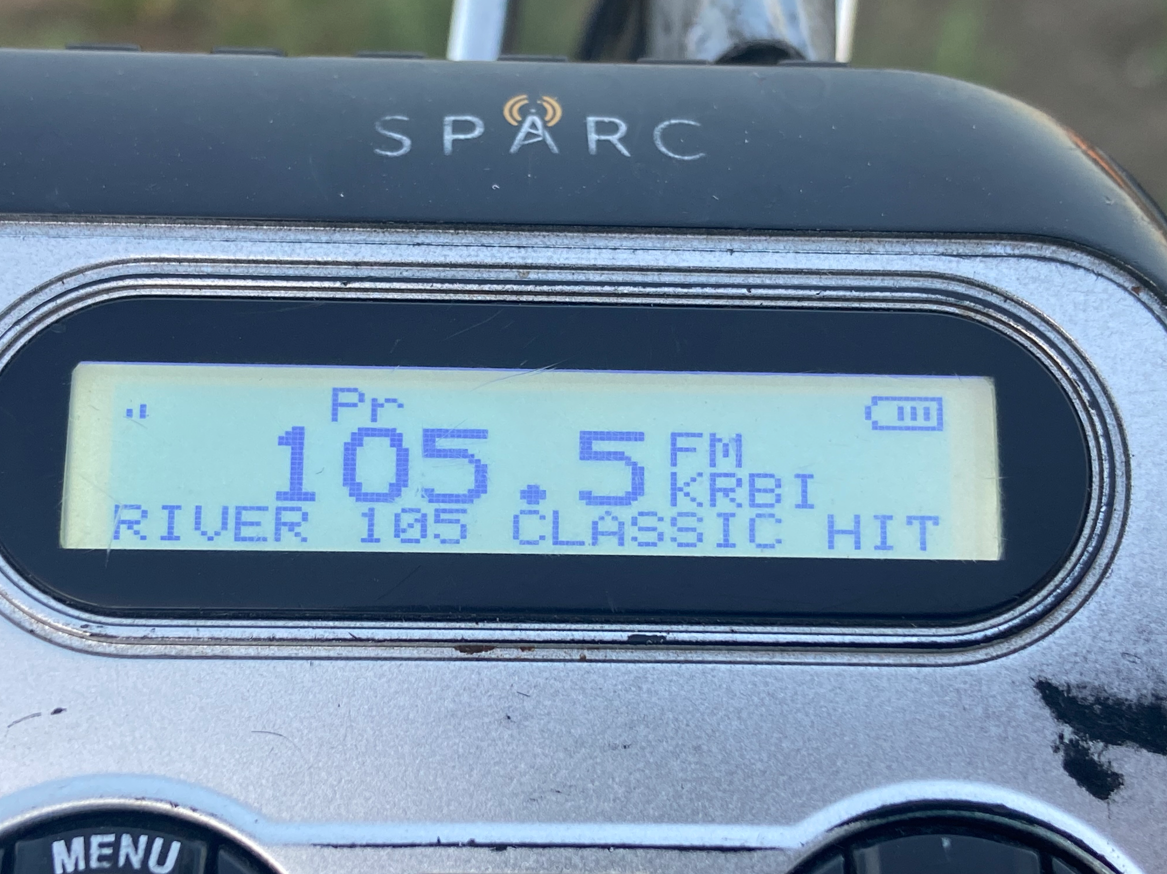 SPARC
Pr
105.5 FM
KRBI
RIVER 105 CLASSIC HIT
MENU